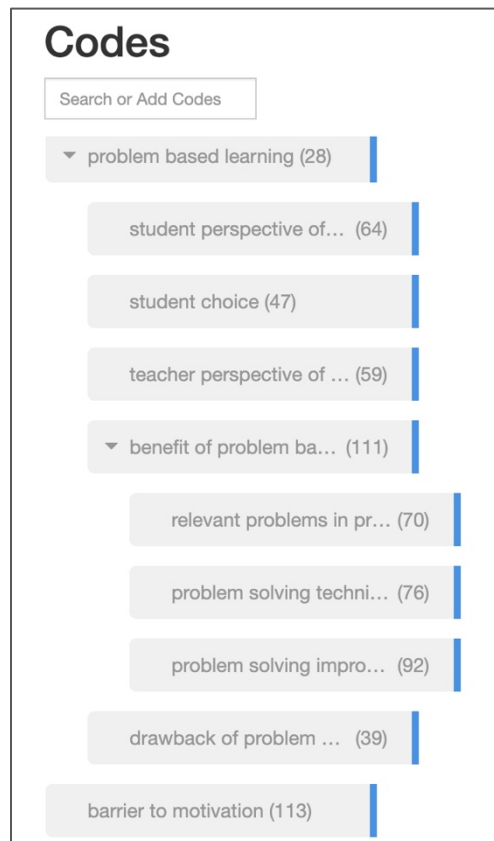 Codes
Search or Add Codes
problem based learning (28)
student perspective of... (64)
student choice (47)
teacher perspective of ... (59)
benefit of problem ba... (111)
relevant problems in pr... (70)
problem solving techni... (76)
problem solving impro... (92)
drawback of problem ... (39)
barrier to motivation (113)